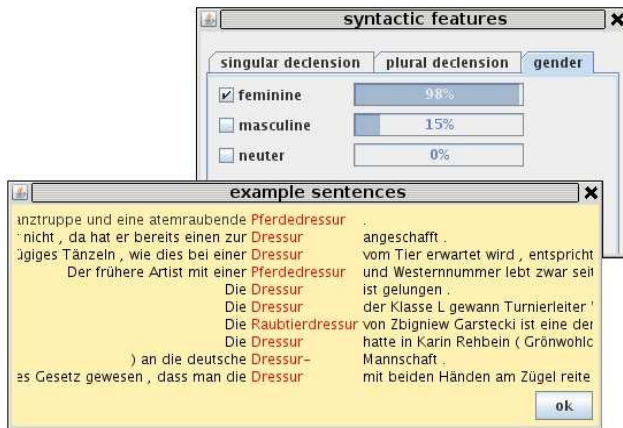 syntactic features
singular declension plural declension gender
feminine 98%
masculine 15%
neuter 0%
example sentences
anztruppe und eine atemraubende Pferdedressur .
nicht , da hat er bereits einen zur Dressur angeschafft .
ügiges Tänzeln , wie dies bei einer Dressur vom Tier erwartet wird , entspricht
Der frühere Artist mit einer Pferdedressur und Westernnummer lebt zwar seit
Die Dressur ist gelungen .
Die Dressur der Klasse L gewann Turnierleiter
Die Raubtierdressur von Zbigniew Garstecki ist eine der
Die Dressur hatte in Karin Rehbein ( Grönwohlc
) an die deutsche Dressur- Mannschaft .
es Gesetz gewesen , dass man die Dressur mit beiden Händen am Zügel reite
ok